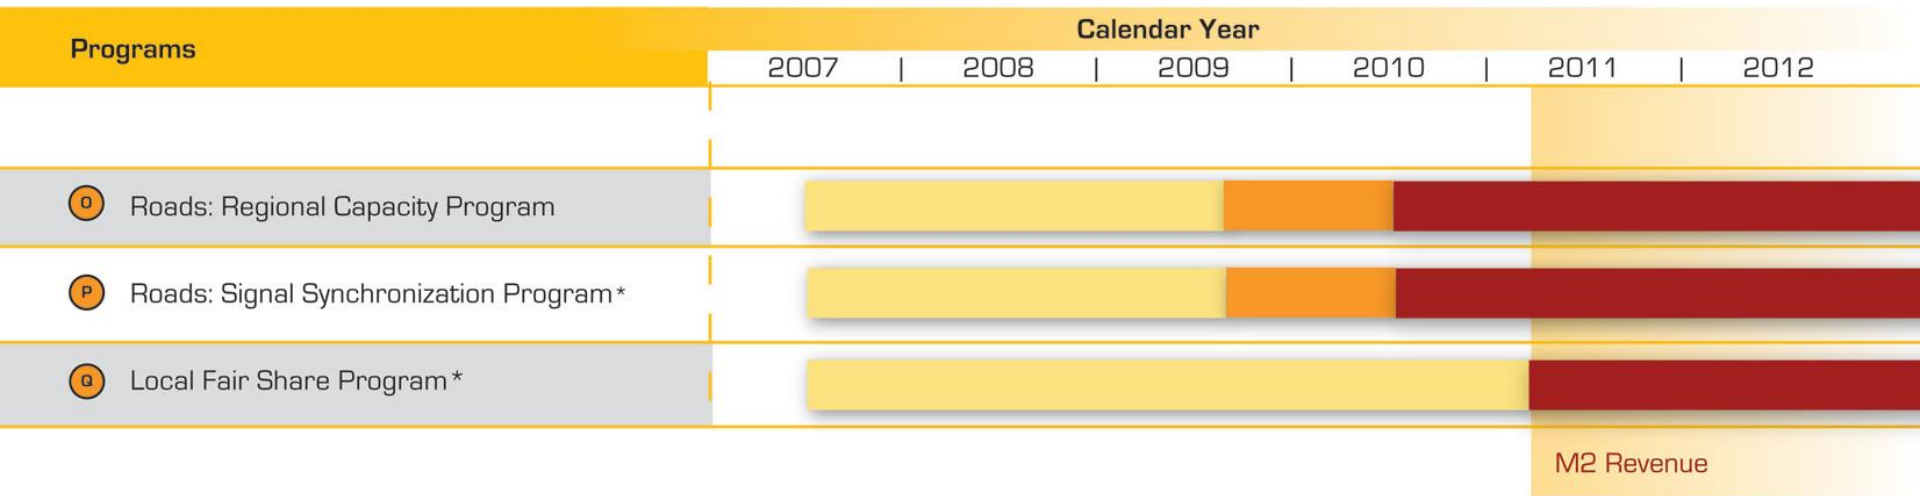 Calendar Year
Programs
2007 | 2008 | 2009 | 2010 | 2011 | 2012
O Roads: Regional Capacity Program
P Roads: Signal Synchronization Program*
Q Local Fair Share Program*
M2 Revenue